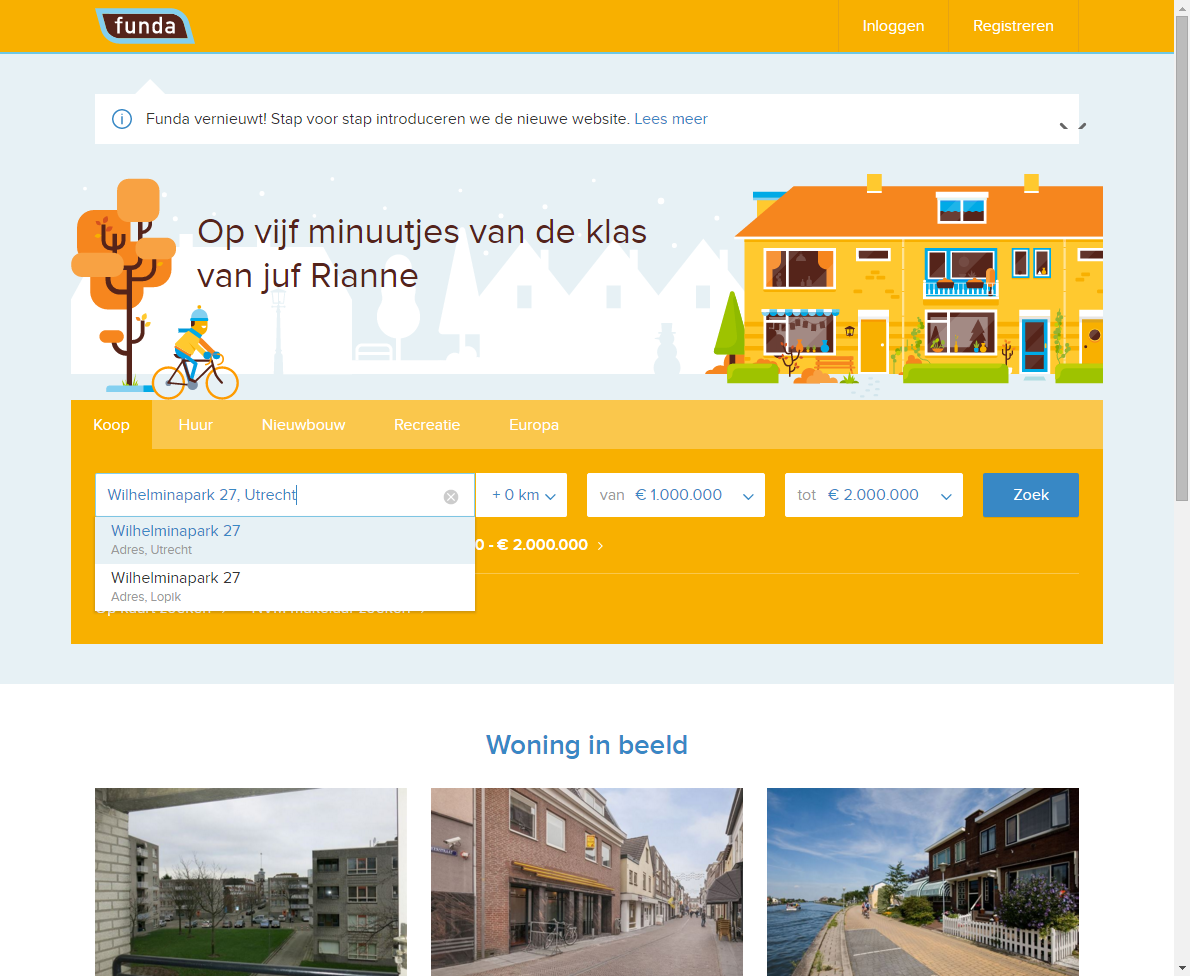 funda
Inloggen
Registreren
Funda vernieuwt! Stap voor stap introduceren we de nieuwe website. Lees meer
Op vijf minuutjes van de klas
van juf Rianne
Koop
Huur
Nieuwbouw
Recreatie
Europa
Wilhelminapark 27, Utrecht
+ 0 km
van € 1.000.000
tot € 2.000.000
Zoek
Wilhelminapark 27
Adres, Utrecht
0 - € 2.000.000 ›
Wilhelminapark 27
Adres, Lopik
Woning in beeld